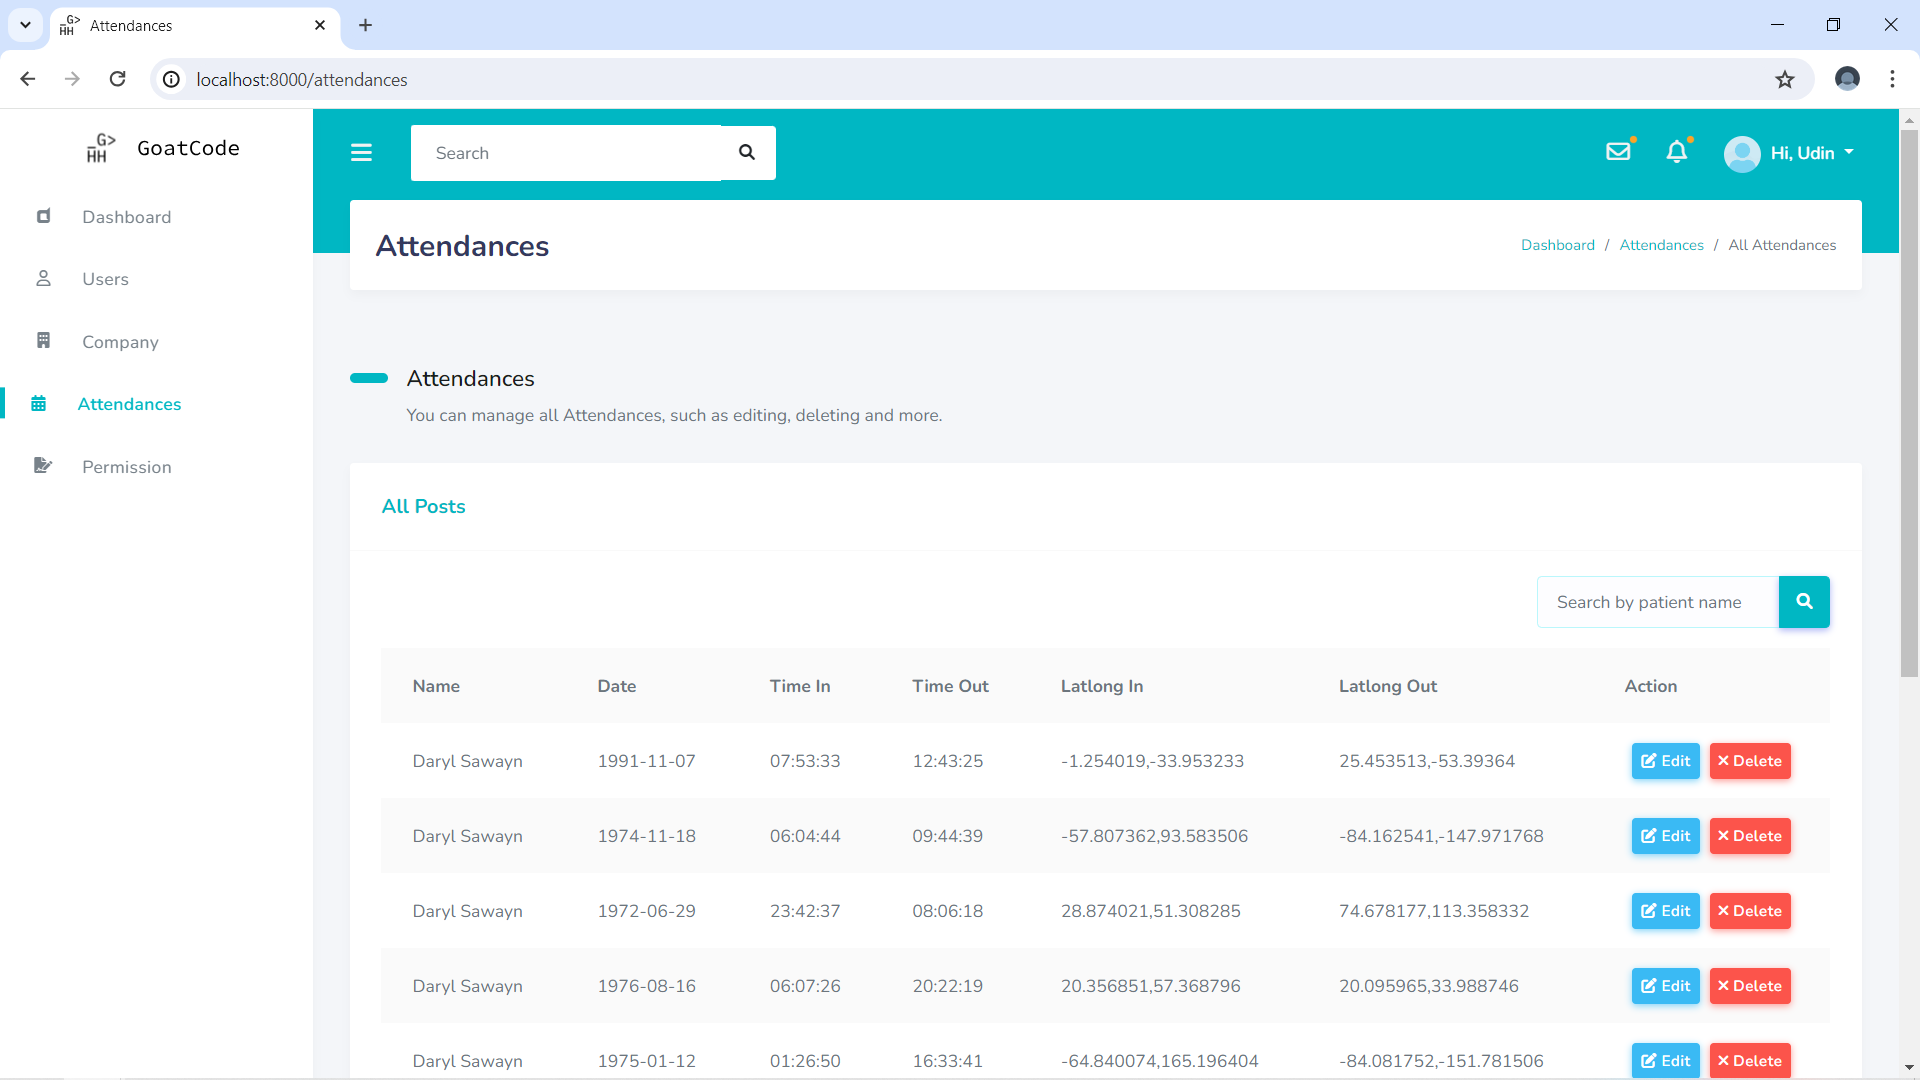 Attendances
localhost:8000/attendances
_G>
HH
GoatCode
Search
Hi, Udin
Dashboard
Users
Company
Attendances
Permission
Attendances
Dashboard / Attendances / All Attendances
Attendances
You can manage all Attendances, such as editing, deleting and more.
All Posts
Search by patient name
Name Date Time In Time Out Latlong In Latlong Out Action
Daryl Sawayn 1991-11-07 07:53:33 12:43:25 -1.254019,-33.953233 25.453513,-53.39364 Edit Delete
Daryl Sawayn 1974-11-18 06:04:44 09:44:39 -57.807362,93.583506 -84.162541,-147.971768 Edit Delete
Daryl Sawayn 1972-06-29 23:42:37 08:06:18 28.874021,51.308285 74.678177,113.358332 Edit Delete
Daryl Sawayn 1976-08-16 06:07:26 20:22:19 20.356851,57.368796 20.095965,33.988746 Edit Delete
Daryl Sawayn 1975-01-12 01:26:50 16:33:41 -64.840074,165.196404 -84.081752,-151.781506 Edit Delete